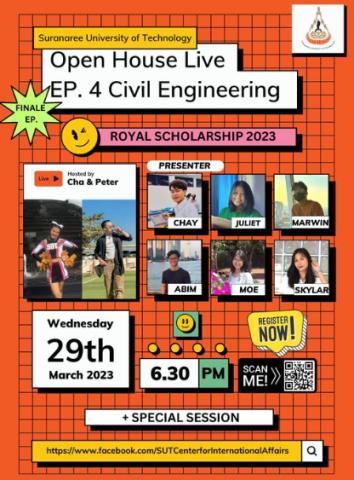 Suranaree University of Technology
Open House Live
EP. 4 Civil Engineering
FINALE
EP.
ROYAL SCHOLARSHIP 2023
Live
Hosted by
Cha & Peter
PRESENTER
CHAY
JULIET
MARWIN
ABIM
MOE
SKYLAR
Wednesday
29th
March 2023
6.30 PM
REGISTER
NOW!
SCAN
ME!
+ SPECIAL SESSION
https://www.facebook.com/SUTCenterforInternationalAffairs